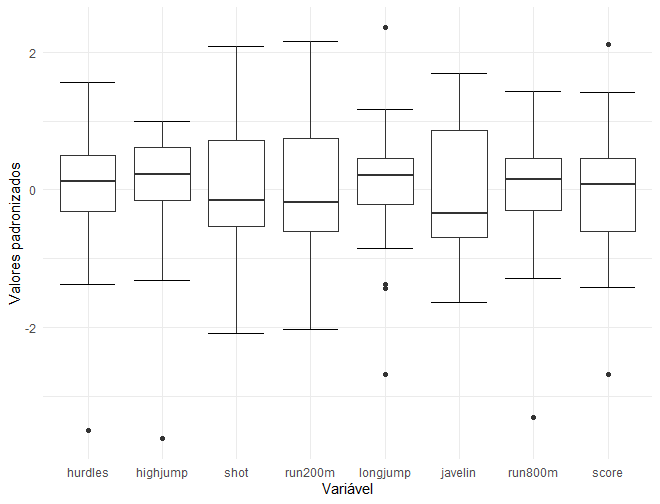 Valores padronizados
2
0
-2
hurdles highjump shot run200m longjump javelin run800m score
Variável